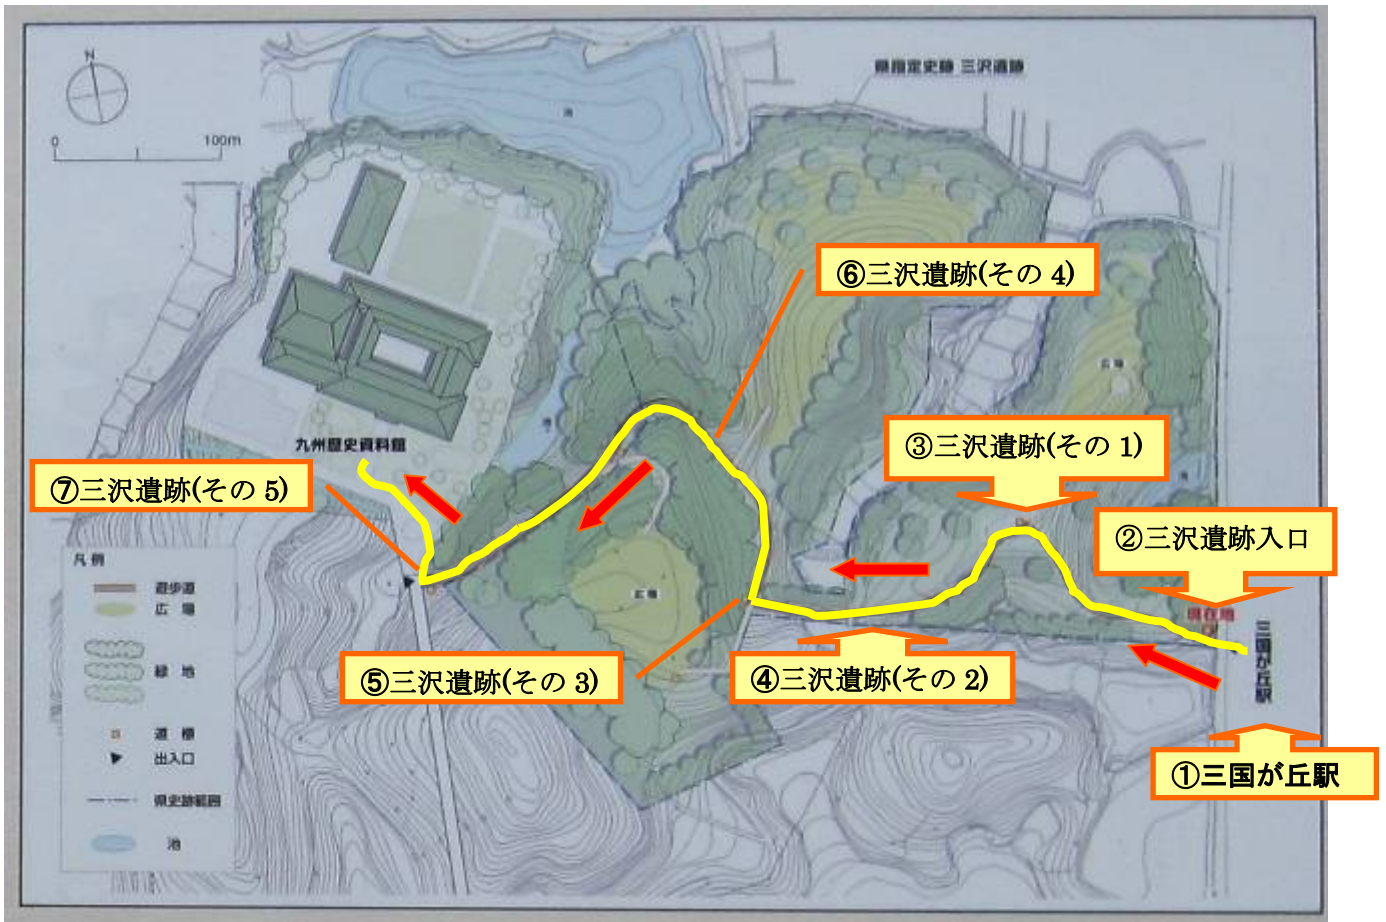 N
0
100m
県指定史跡 三沢遺跡
池
⑥三沢遺跡(その 4)
広場
③三沢遺跡(その 1)
九州歴史資料館
池
⑦三沢遺跡(その 5)
池
②三沢遺跡入口
現在地
三国が丘駅
広場
⑤三沢遺跡(その 3)
④三沢遺跡(その 2)
①三国が丘駅
凡例
遊歩道
広場
緑地
道標
出入口
県史跡範囲
池